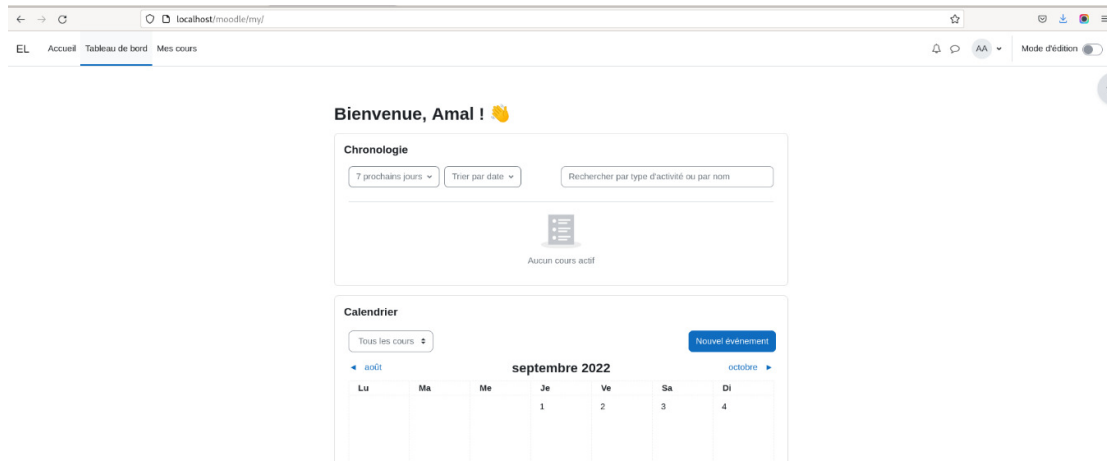 localhost/moodle/my/
EL Accueil Tableau de bord Mes cours AA Mode d'édition
Bienvenue, Amal ! 👋
Chronologie
7 prochains jours Trier par date Rechercher par type d'activité ou par nom
Aucun cours actif
Calendrier
Tous les cours Nouvel événement
◄ août septembre 2022 octobre ►
Lu Ma Me Je Ve Sa Di
1 2 3 4